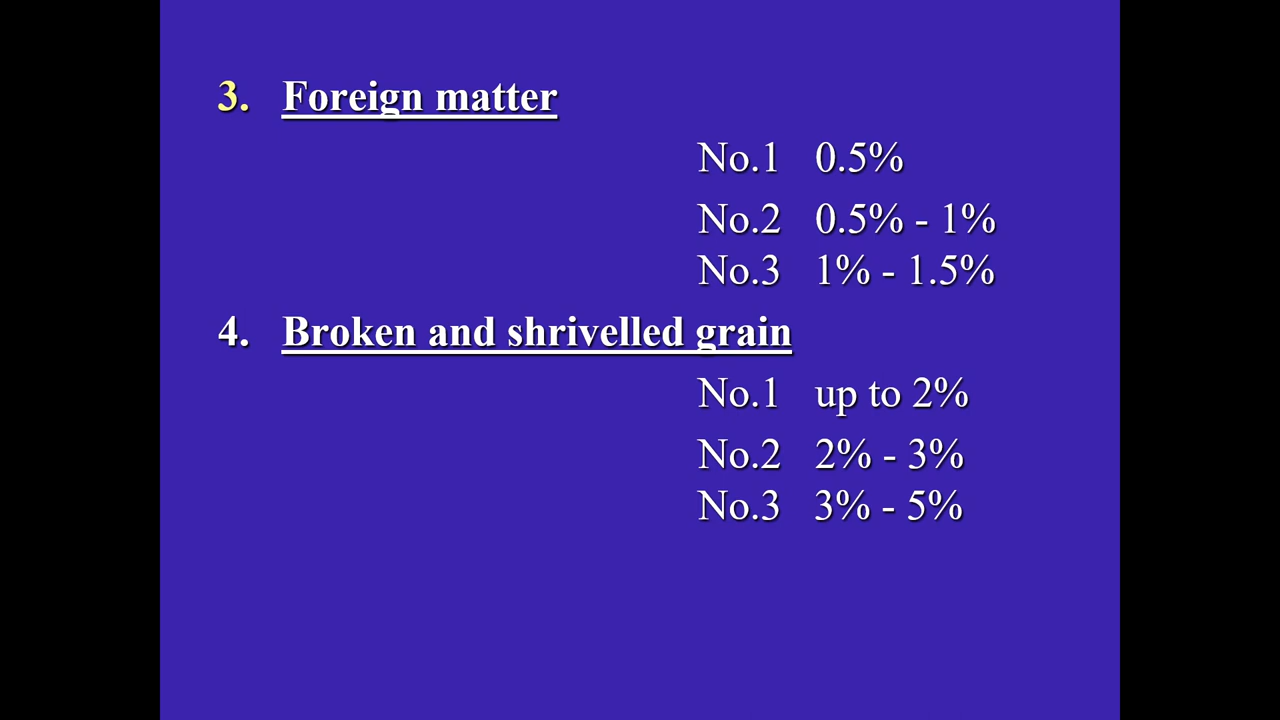 3. Foreign matter
No.1 0.5%
No.2 0.5% - 1%
No.3 1% - 1.5%
4. Broken and shrivelled grain
No.1 up to 2%
No.2 2% - 3%
No.3 3% - 5%